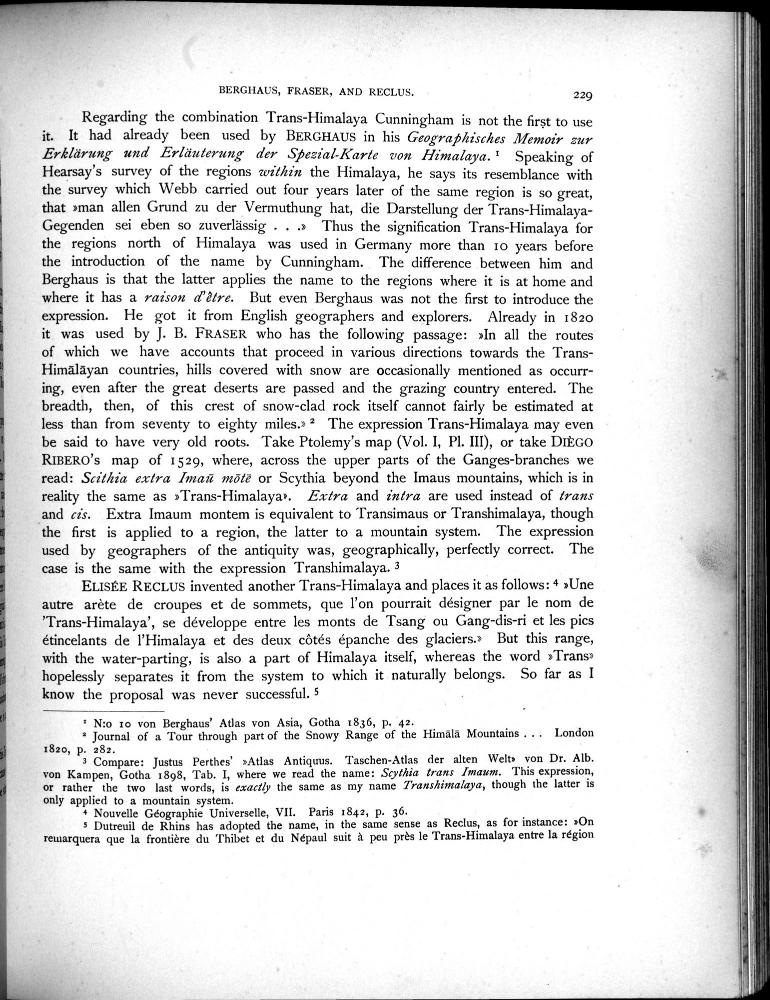 BERGHAUS, FRASER, AND RECLUS.
229
Regarding the combination Trans-Himalaya Cunningham is not the first to use
it. It had already been used by BERGHAUS in his Geographisches Memoir zur
Erklärung und Erläuterung der Spezial-Karte von Himalaya. ¹ Speaking of
Hearsay's survey of the regions within the Himalaya, he says its resemblance with
the survey which Webb carried out four years later of the same region is so great,
that »man allen Grund zu der Vermuthung hat, die Darstellung der Trans-Himalaya-
Gegenden sei eben so zuverlässig . . .» Thus the signification Trans-Himalaya for
the regions north of Himalaya was used in Germany more than 10 years before
the introduction of the name by Cunningham. The difference between him and
Berghaus is that the latter applies the name to the regions where it is at home and
where it has a raison d'ètre. But even Berghaus was not the first to introduce the
expression. He got it from English geographers and explorers. Already in 1820
it was used by J. B. FRASER who has the following passage: »In all the routes
of which we have accounts that proceed in various directions towards the Trans-
Himālāyan countries, hills covered with snow are occasionally mentioned as occurr-
ing, even after the great deserts are passed and the grazing country entered. The
breadth, then, of this crest of snow-clad rock itself cannot fairly be estimated at
less than from seventy to eighty miles.» ² The expression Trans-Himalaya may even
be said to have very old roots. Take Ptolemy's map (Vol. I, Pl. III), or take DIĖGO
RIBERO's map of 1529, where, across the upper parts of the Ganges-branches we
read: Scithia extra Imaū mōtē or Scythia beyond the Imaus mountains, which is in
reality the same as »Trans-Himalaya». Extra and intra are used instead of trans
and cis. Extra Imaum montem is equivalent to Transimaus or Transhimalaya, though
the first is applied to a region, the latter to a mountain system. The expression
used by geographers of the antiquity was, geographically, perfectly correct. The
case is the same with the expression Transhimalaya. ³
ELISÉE RECLUS invented another Trans-Himalaya and places it as follows: ⁴ »Une
autre arète de croupes et de sommets, que l'on pourrait désigner par le nom de
'Trans-Himalaya', se développe entre les monts de Tsang ou Gang-dis-ri et les pics
étincelants de l'Himalaya et des deux côtés épanche des glaciers.» But this range,
with the water-parting, is also a part of Himalaya itself, whereas the word »Trans»
hopelessly separates it from the system to which it naturally belongs. So far as I
know the proposal was never successful. ⁵
¹ N:o 10 von Berghaus' Atlas von Asia, Gotha 1836, p. 42.
² Journal of a Tour through part of the Snowy Range of the Himālā Mountains . . . London
1820, p. 282.
³ Compare: Justus Perthes' »Atlas Antiquus. Taschen-Atlas der alten Welt» von Dr. Alb.
von Kampen, Gotha 1898, Tab. I, where we read the name: Scythia trans Imaum. This expression,
or rather the two last words, is exactly the same as my name Transhimalaya, though the latter is
only applied to a mountain system.
⁴ Nouvelle Géographie Universelle, VII. Paris 1842, p. 36.
⁵ Dutreuil de Rhins has adopted the name, in the same sense as Reclus, as for instance: »On
remarquera que la frontière du Thibet et du Népaul suit à peu près le Trans-Himalaya entre la région